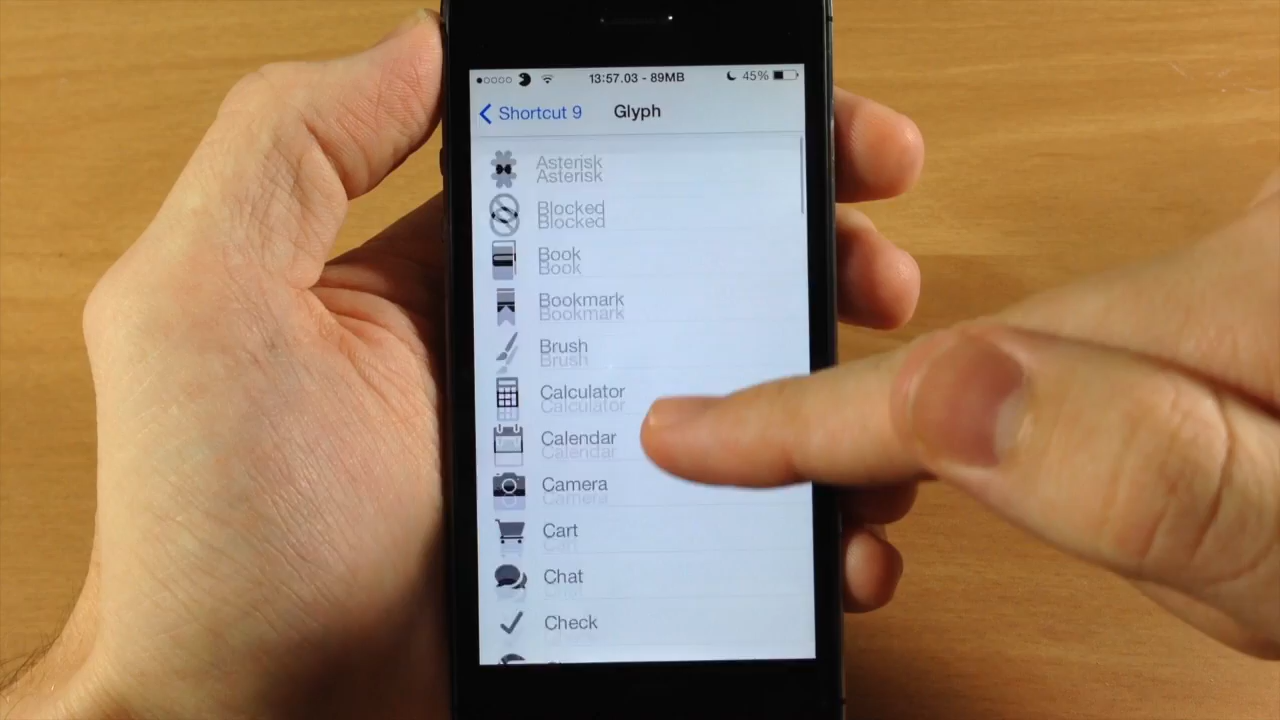 13:57.03 - 89MB 45%
Shortcut 9 Glyph
Asterisk
Blocked
Book
Bookmark
Brush
Calculator
Calendar
Camera
Cart
Chat
Check